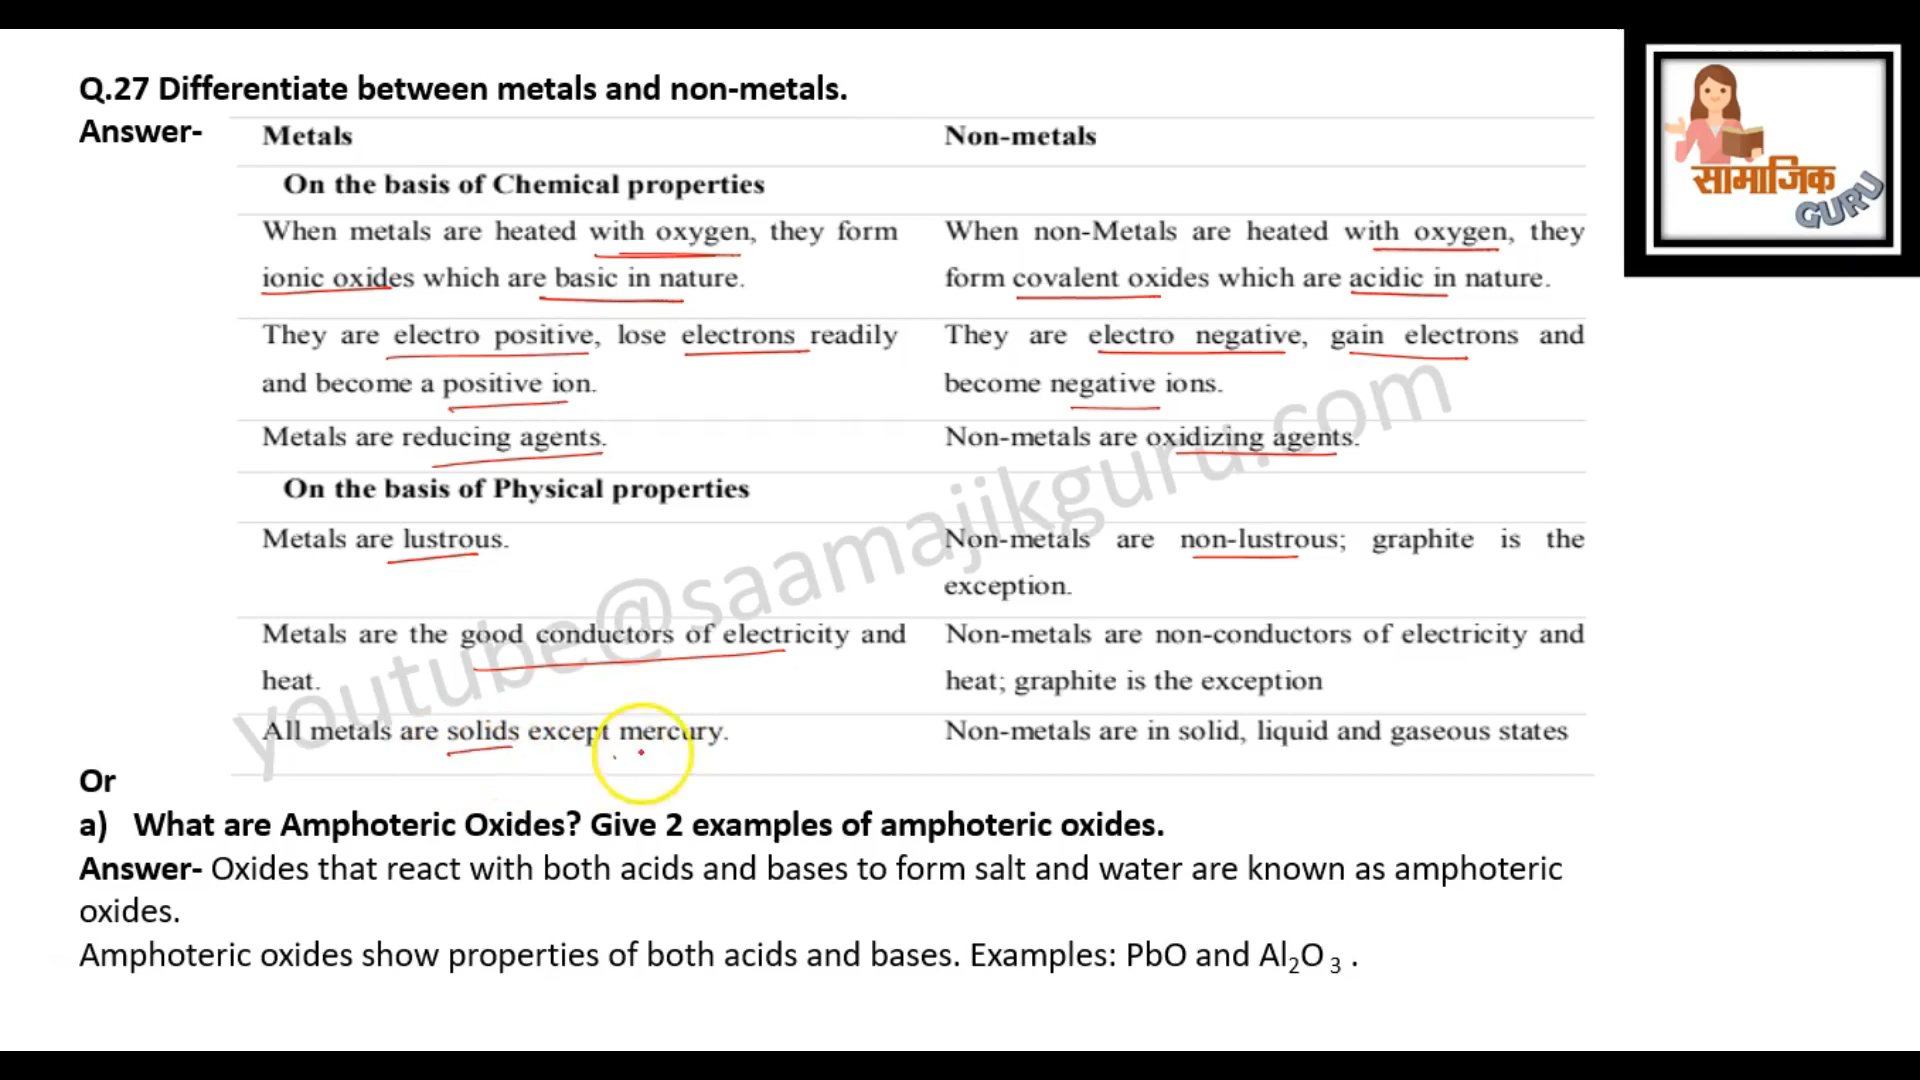 Q.27 Differentiate between metals and non-metals.
Answer-
Metals
Non-metals
On the basis of Chemical properties
When metals are heated with oxygen, they form
ionic oxides which are basic in nature.
When non-Metals are heated with oxygen, they
form covalent oxides which are acidic in nature.
They are electro positive, lose electrons readily
and become a positive ion.
They are electro negative, gain electrons and
become negative ions.
Metals are reducing agents.
Non-metals are oxidizing agents.
On the basis of Physical properties
Metals are lustrous.
Non-metals are non-lustrous; graphite is the
exception.
Metals are the good conductors of electricity and
heat.
Non-metals are non-conductors of electricity and
heat; graphite is the exception
All metals are solids except mercury.
Non-metals are in solid, liquid and gaseous states
Or
a) What are Amphoteric Oxides? Give 2 examples of amphoteric oxides.
Answer- Oxides that react with both acids and bases to form salt and water are known as amphoteric
oxides.
Amphoteric oxides show properties of both acids and bases. Examples: PbO and Al₂O₃ .
youtube@saamajikguru.com
सामाजिक
GURU